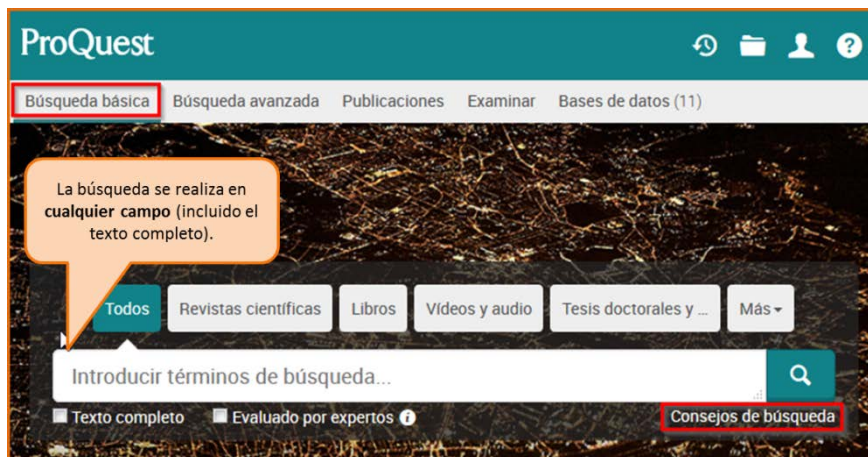 ProQuest
Búsqueda básica Búsqueda avanzada Publicaciones Examinar Bases de datos (11)
La búsqueda se realiza en
cualquier campo (incluido el
texto completo).
Todos Revistas científicas Libros Vídeos y audio Tesis doctorales y ... Más
Introducir términos de búsqueda...
Texto completo Evaluado por expertos
Consejos de búsqueda